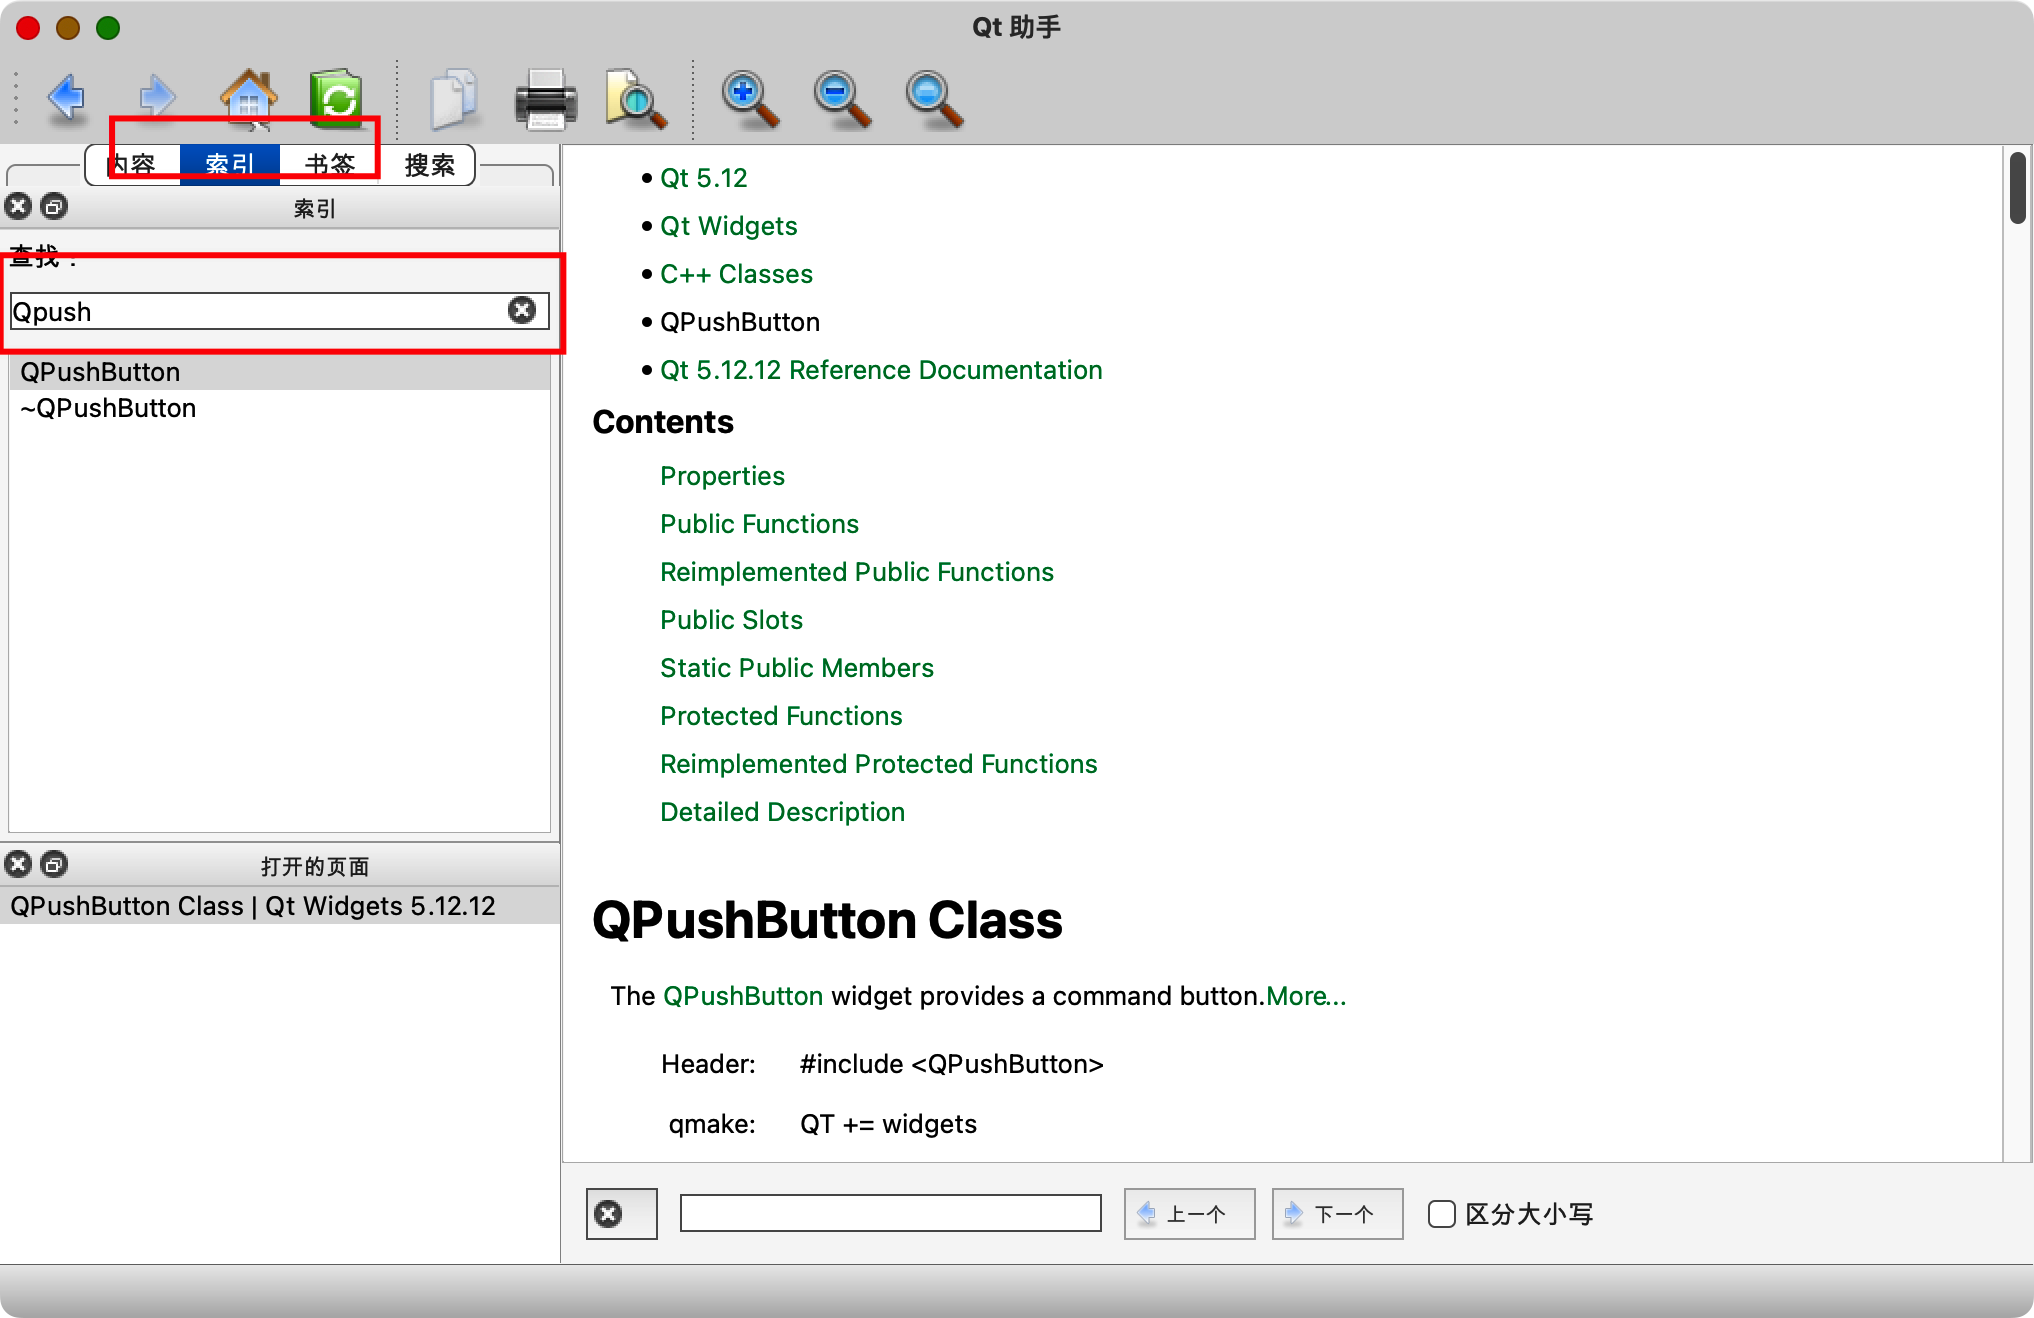 Qt 助手
内容 索引 书签 搜索
索引
查找：
Qpush
QPushButton
~QPushButton
打开的页面
QPushButton Class | Qt Widgets 5.12.12
Qt 5.12
Qt Widgets
C++ Classes
QPushButton
Qt 5.12.12 Reference Documentation
Contents
Properties
Public Functions
Reimplemented Public Functions
Public Slots
Static Public Members
Protected Functions
Reimplemented Protected Functions
Detailed Description
QPushButton Class
The QPushButton widget provides a command button.More...
Header: #include <QPushButton>
qmake: QT += widgets
上一个 下一个 区分大小写